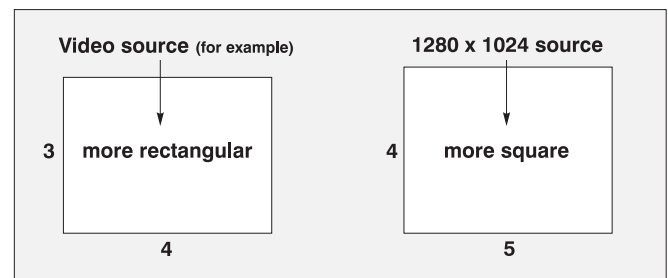 Video source (for example)
1280 x 1024 source
3
more rectangular
4
more square
4
5